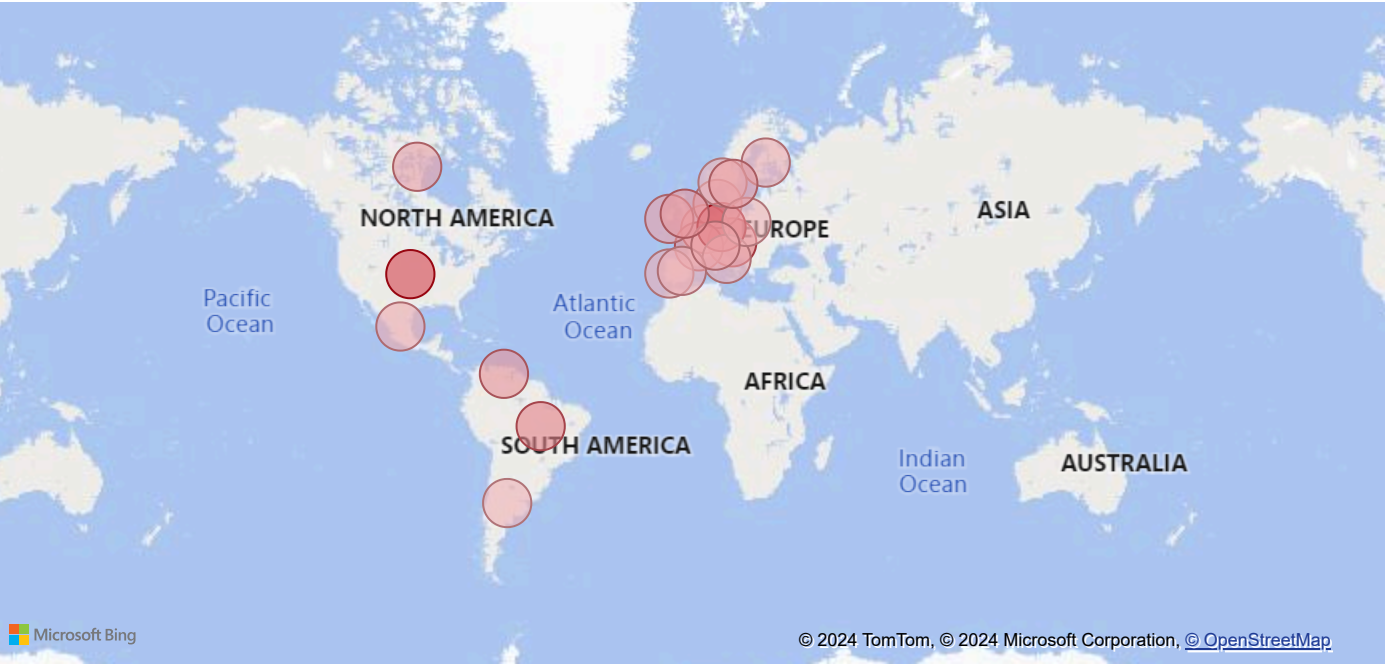 NORTH AMERICA
ASIA
EUROPE
Pacific
Ocean
Atlantic
Ocean
AFRICA
SOUTH AMERICA
Indian
Ocean
AUSTRALIA
Microsoft Bing
© 2024 TomTom, © 2024 Microsoft Corporation, © OpenStreetMap